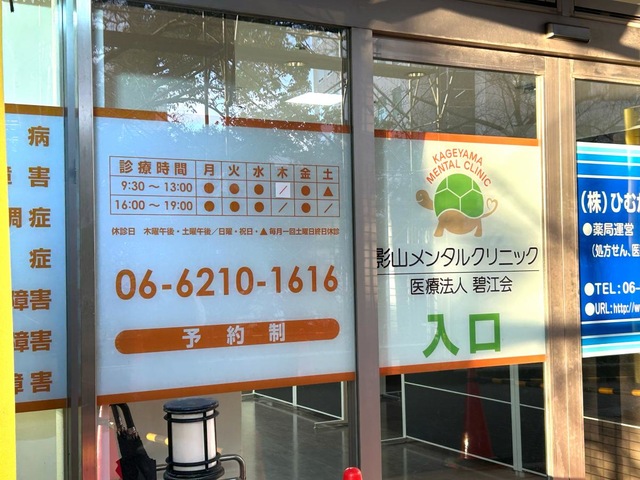 病
害
調症
症
障害
障害
障害
診療時間 月 火 水 木 金 土
9:30 〜 13:00 ● ● ● ／ ● ▲
16:00 〜 19:00 ● ● ● ／ ● ／
休診日 木曜午後・土曜午後／日曜・祝日・▲毎月一回土曜日終日休診
06-6210-1616
予約制
KAGEYAMA
MENTAL CLINIC
影山メンタルクリニック
医療法人 碧江会
入口
(株)ひむか
●薬局運営
(処方せん、医
●TEL:06-
●URL:http://w